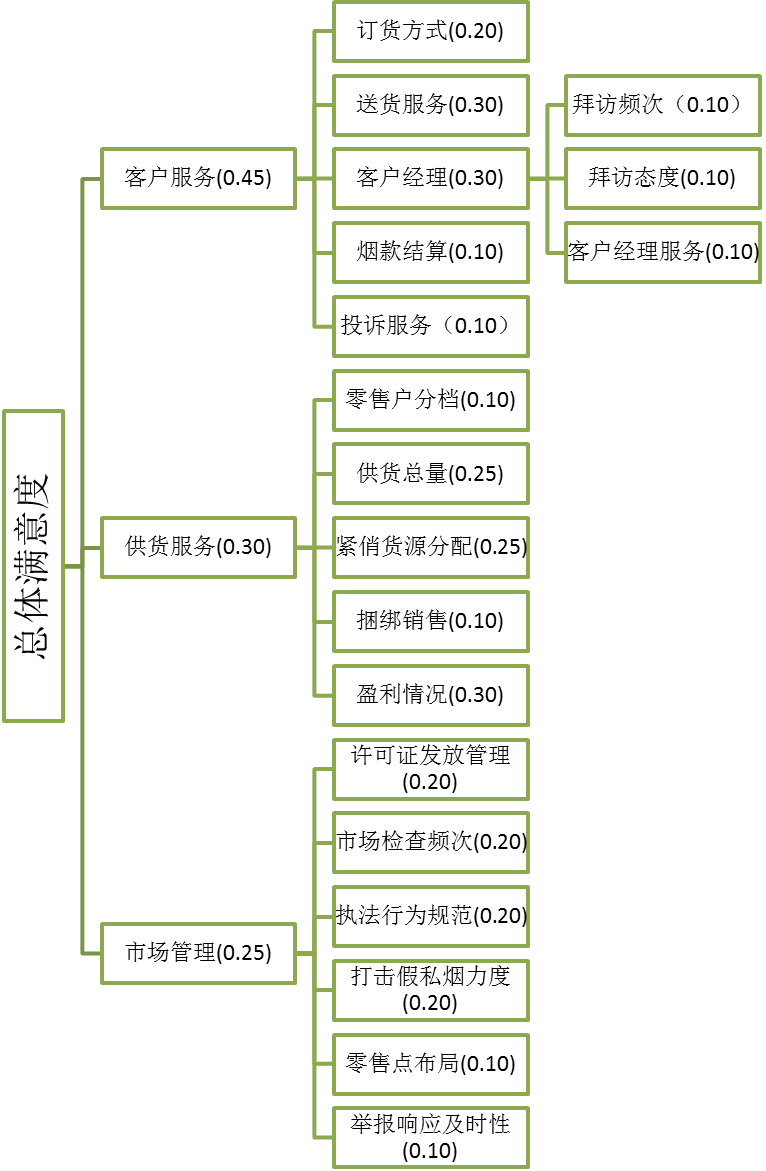 总体满意度
客户服务(0.45)
订货方式(0.20)
送货服务(0.30)
客户经理(0.30)
拜访频次（0.10）
拜访态度(0.10)
客户经理服务(0.10)
烟款结算(0.10)
投诉服务（0.10）
供货服务(0.30)
零售户分档(0.10)
供货总量(0.25)
紧俏货源分配(0.25)
捆绑销售(0.10)
盈利情况(0.30)
市场管理(0.25)
许可证发放管理
(0.20)
市场检查频次(0.20)
执法行为规范(0.20)
打击假私烟力度
(0.20)
零售点布局(0.10)
举报响应及时性
(0.10)